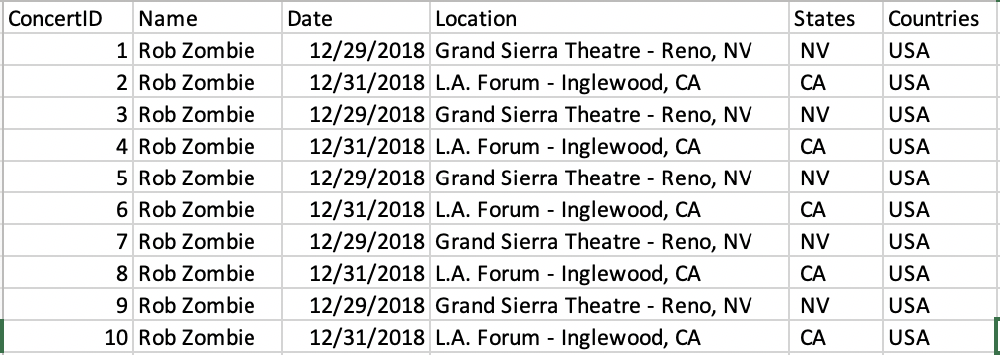 ConcertID Name Date Location States Countries
1 Rob Zombie 12/29/2018 Grand Sierra Theatre - Reno, NV NV USA
2 Rob Zombie 12/31/2018 L.A. Forum - Inglewood, CA CA USA
3 Rob Zombie 12/29/2018 Grand Sierra Theatre - Reno, NV NV USA
4 Rob Zombie 12/31/2018 L.A. Forum - Inglewood, CA CA USA
5 Rob Zombie 12/29/2018 Grand Sierra Theatre - Reno, NV NV USA
6 Rob Zombie 12/31/2018 L.A. Forum - Inglewood, CA CA USA
7 Rob Zombie 12/29/2018 Grand Sierra Theatre - Reno, NV NV USA
8 Rob Zombie 12/31/2018 L.A. Forum - Inglewood, CA CA USA
9 Rob Zombie 12/29/2018 Grand Sierra Theatre - Reno, NV NV USA
10 Rob Zombie 12/31/2018 L.A. Forum - Inglewood, CA CA USA